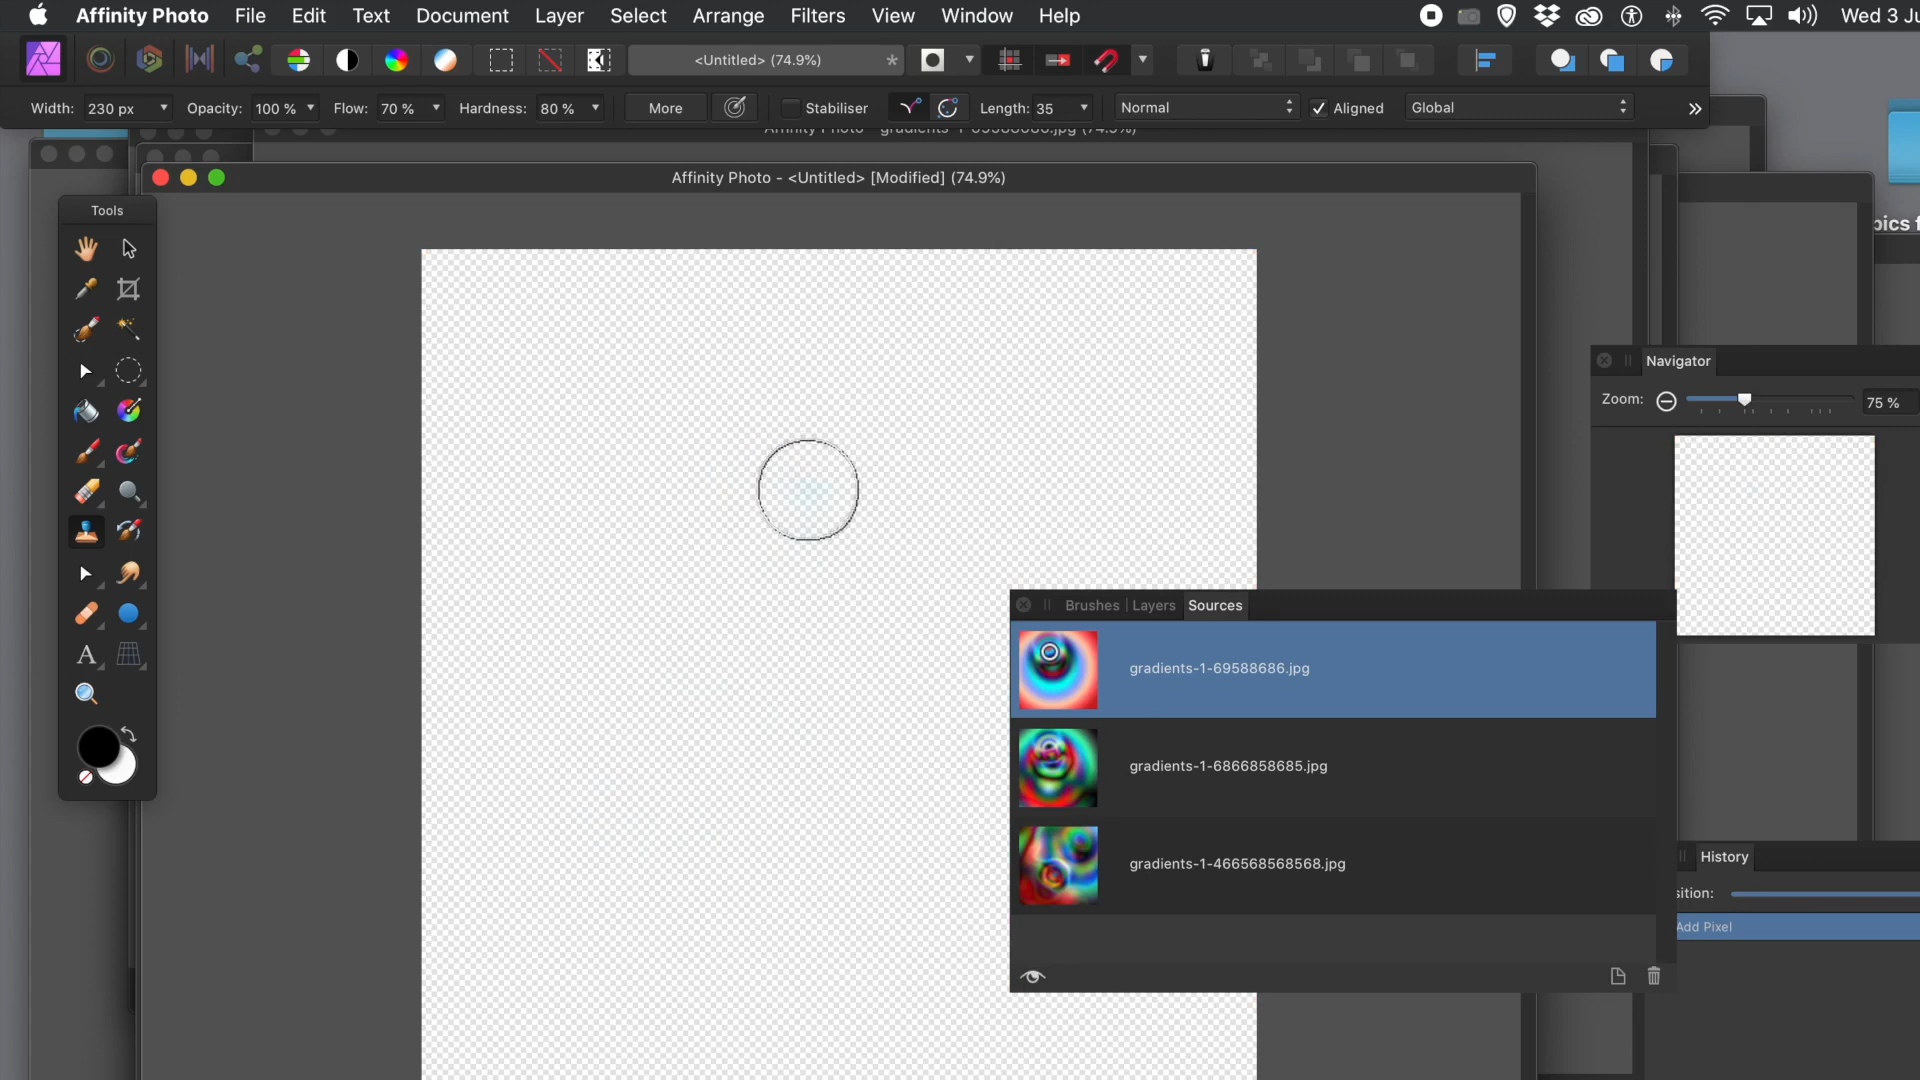 Affinity Photo File Edit Text Document Layer Select Arrange Filters View Window Help Wed 3 Ju
<Untitled> (74.9%) *
Width: 230 px Opacity: 100 % Flow: 70 % Hardness: 80 % More Stabiliser Length: 35 Normal Aligned Global
Affinity Photo - <Untitled> [Modified] (74.9%)
Tools
pics f
Navigator
Zoom: 75 %
Brushes Layers Sources
gradients-1-69588686.jpg
gradients-1-6866858685.jpg
gradients-1-466568568568.jpg
History
sition:
Add Pixel